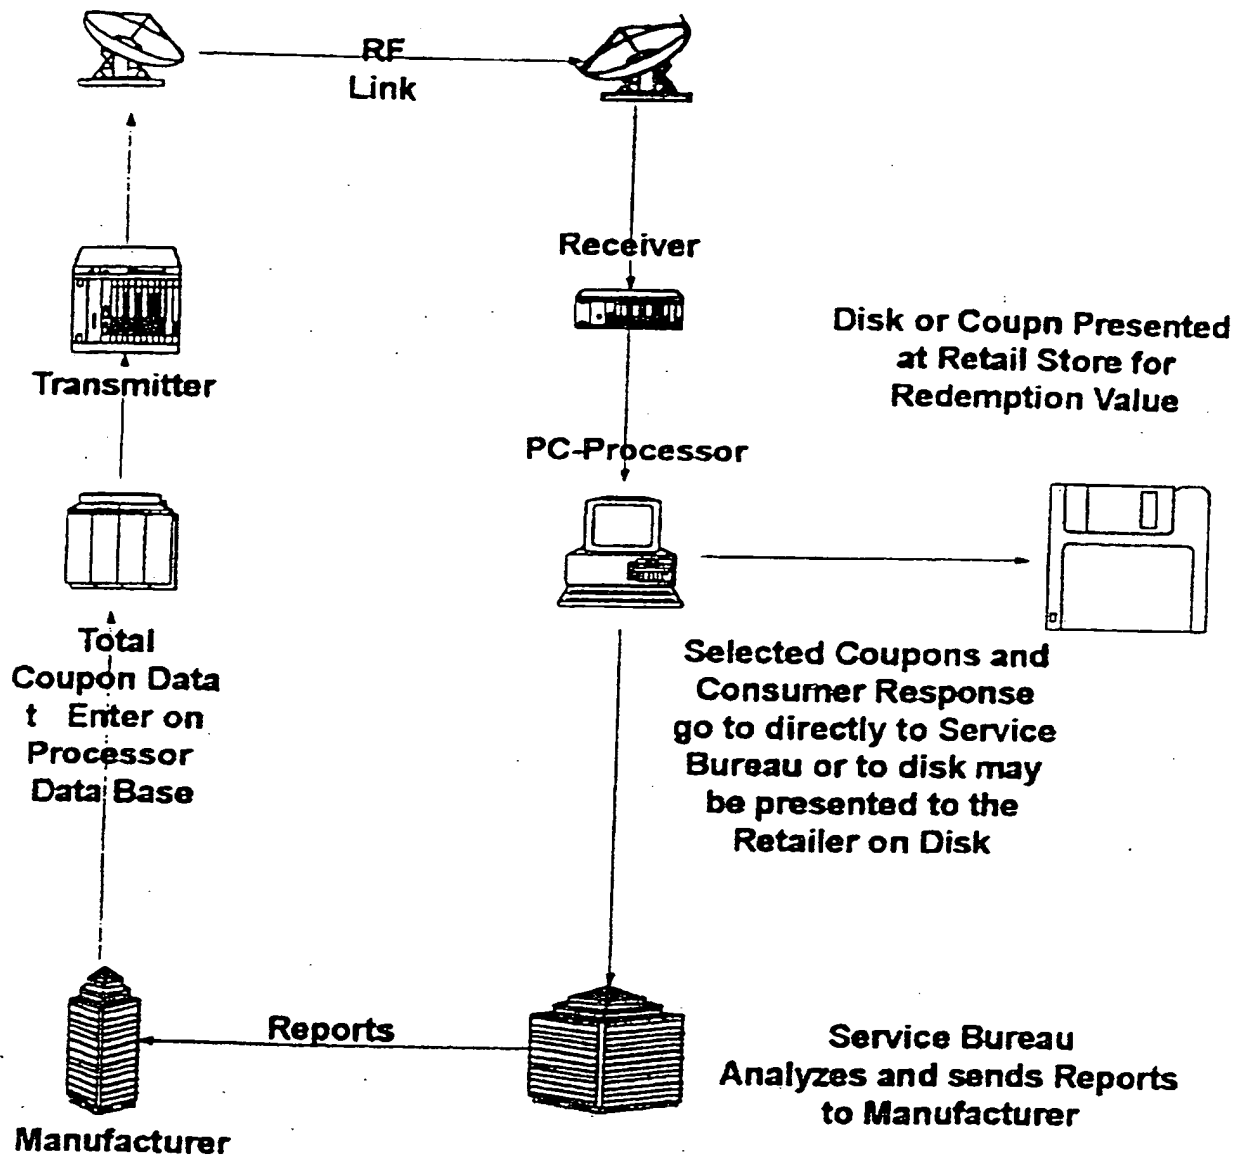 RF
Link
Receiver
Disk or Coupn Presented
at Retail Store for
Redemption Value
Transmitter
PC-Processor
Total
Coupon Data
t Enter on
Processor
Data Base
Selected Coupons and
Consumer Response
go to directly to Service
Bureau or to disk may
be presented to the
Retailer on Disk
Reports
Service Bureau
Analyzes and sends Reports
to Manufacturer
Manufacturer